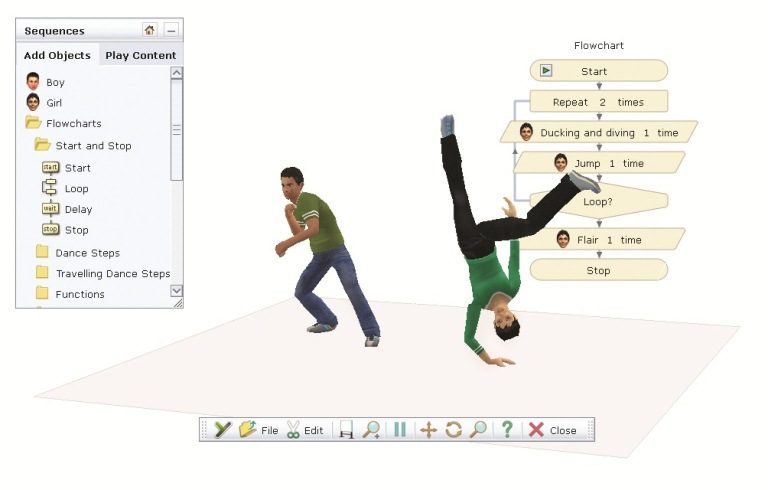 Sequences
Add Objects
Play Content
Boy
Girl
Flowcharts
Start and Stop
start Start
Loop
wait Delay
stop Stop
Dance Steps
Travelling Dance Steps
Functions
Flowchart
Start
Repeat 2 times
Ducking and diving 1 time
Jump 1 time
Loop?
Flair 1 time
Stop
File Edit ? Close